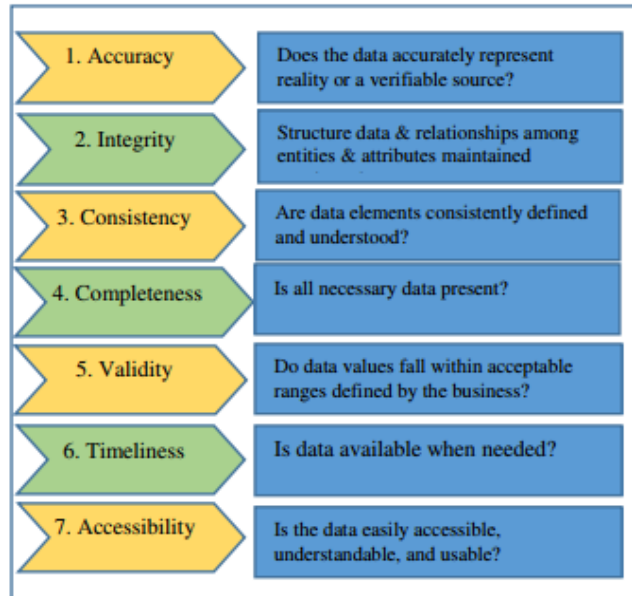 1. Accuracy
Does the data accurately represent
reality or a verifiable source?
2. Integrity
Structure data & relationships among
entities & attributes maintained
3. Consistency
Are data elements consistently defined
and understood?
4. Completeness
Is all necessary data present?
5. Validity
Do data values fall within acceptable
ranges defined by the business?
6. Timeliness
Is data available when needed?
7. Accessibility
Is the data easily accessible,
understandable, and usable?